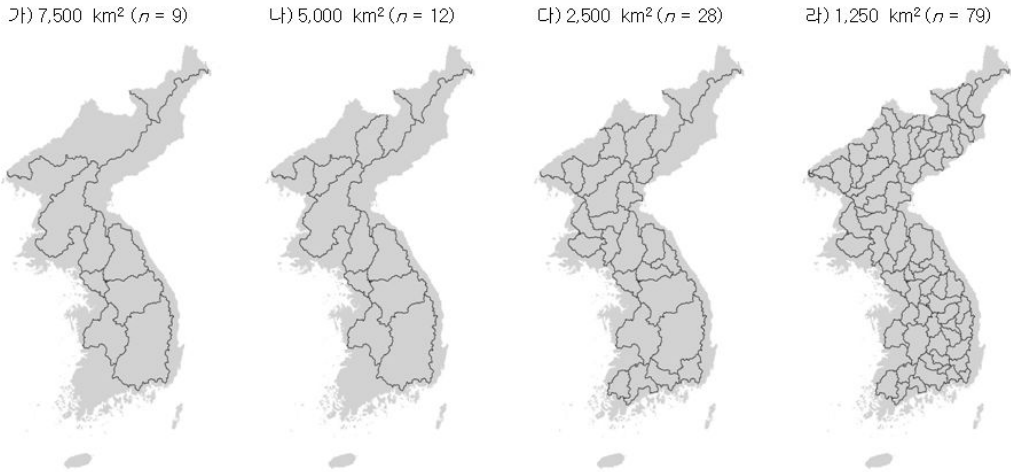 가) 7,500 km² (n = 9)
나) 5,000 km² (n = 12)
다) 2,500 km² (n = 28)
라) 1,250 km² (n = 79)